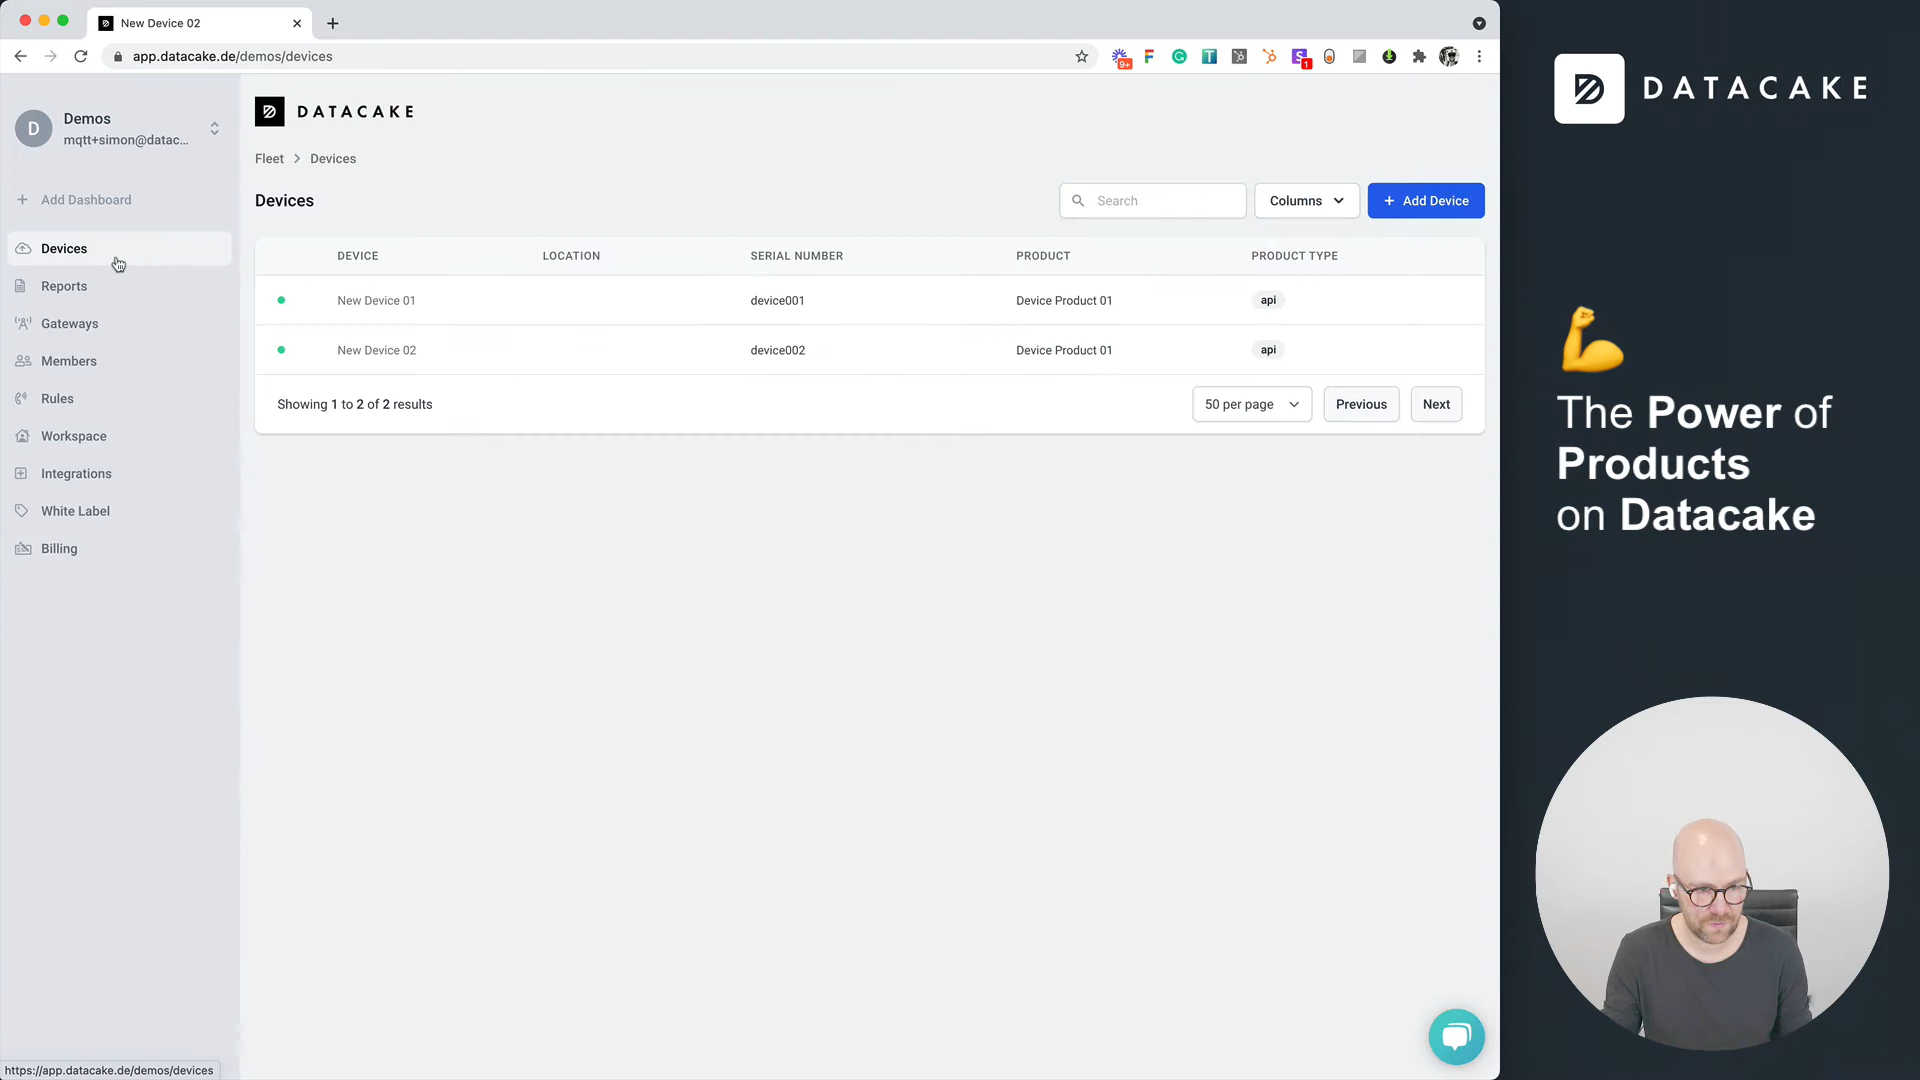 New Device 02
app.datacake.de/demos/devices
9+
1
D
Demos
mqtt+simon@datac...
Add Dashboard
Devices
Reports
Gateways
Members
Rules
Workspace
Integrations
White Label
Billing
https://app.datacake.de/demos/devices
DATACAKE
Fleet > Devices
Devices
Search
Columns
+ Add Device
DEVICE LOCATION SERIAL NUMBER PRODUCT PRODUCT TYPE
New Device 01 device001 Device Product 01 api
New Device 02 device002 Device Product 01 api
Showing 1 to 2 of 2 results
50 per page
Previous
Next
DATACAKE
The Power of
Products
on Datacake